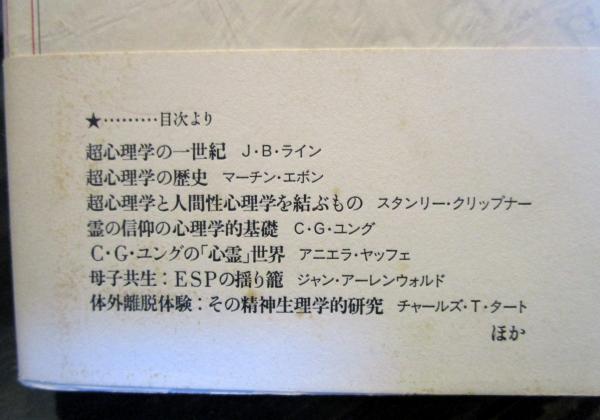 ★………目次より
超心理学の一世紀 J・B・ライン
超心理学の歴史 マーチン・エボン
超心理学と人間性心理学を結ぶもの スタンリー・クリップナー
霊の信仰の心理学的基礎 C・G・ユング
C・G・ユングの「心霊」世界 アニエラ・ヤッフェ
母子共生：ESPの揺り籠 ジャン・アーレンウォルド
体外離脱体験：その精神生理学的研究 チャールズ・T・タート
ほか